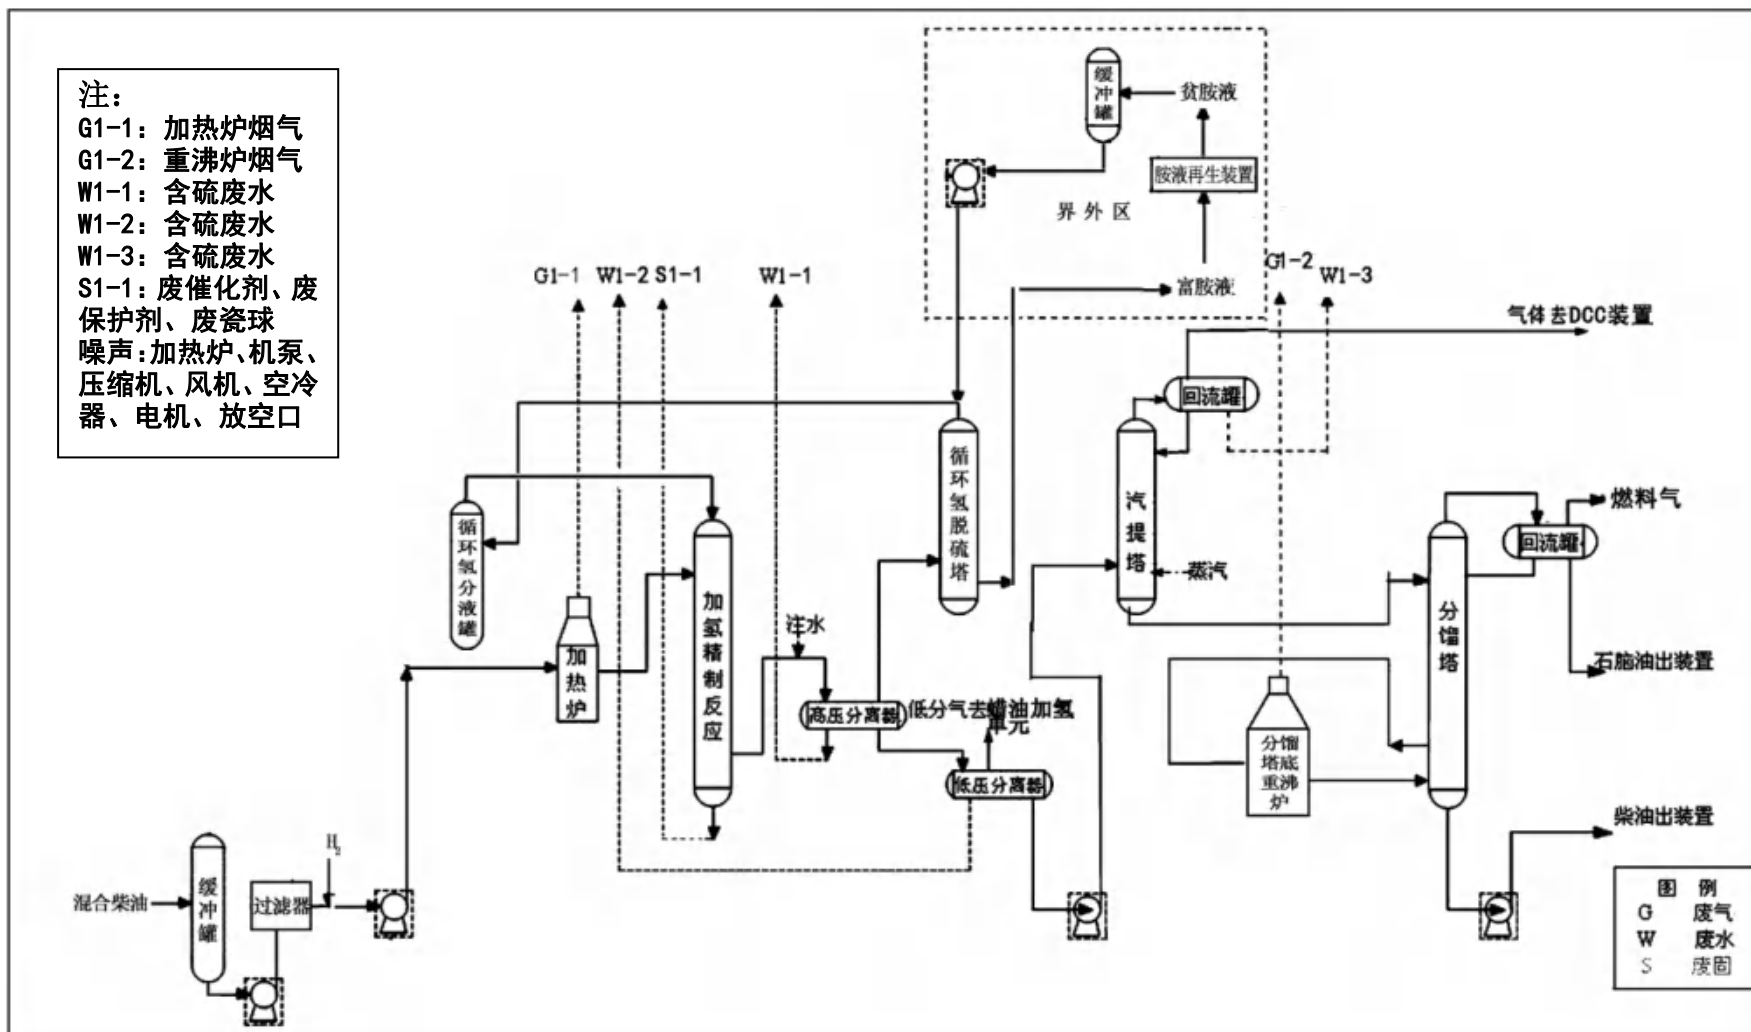 注：
G1-1：加热炉烟气
G1-2：重沸炉烟气
W1-1：含硫废水
W1-2：含硫废水
W1-3：含硫废水
S1-1：废催化剂、废
保护剂、废瓷球
噪声：加热炉、机泵、
压缩机、风机、空冷
器、电机、放空口
缓冲罐
贫胺液
胺液再生装置
界外区
富胺液
G1-1
W1-2
S1-1
W1-1
G1-2
W1-3
气体去DCC装置
回流罐
循环氢脱硫塔
汽提塔
蒸汽
循环氢分液罐
加热炉
加氢精制反应
注水
高压分离器
低分气去蜡油加氢
单元
低压分离器
分馏塔
回流罐
燃料气
石脑油出装置
分馏
塔底
重沸
炉
柴油出装置
混合柴油
缓冲罐
过滤器
H2
图 例
G 废气
W 废水
S 废固